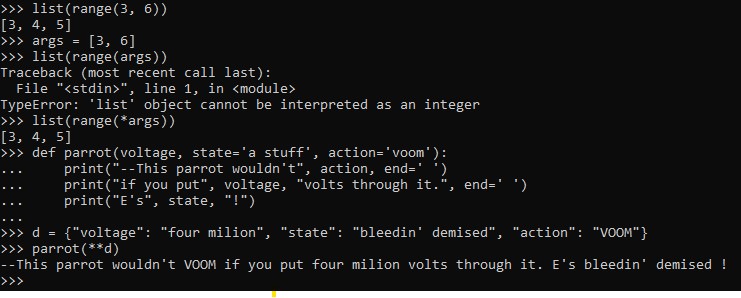 >>> list(range(3, 6))
[3, 4, 5]
>>> args = [3, 6]
>>> list(range(args))
Traceback (most recent call last):
  File "<stdin>", line 1, in <module>
TypeError: 'list' object cannot be interpreted as an integer
>>> list(range(*args))
[3, 4, 5]
>>> def parrot(voltage, state='a stuff', action='voom'):
...     print("--This parrot wouldn't", action, end=' ')
...     print("if you put", voltage, "volts through it.", end=' ')
...     print("E's", state, "!")
...
>>> d = {"voltage": "four milion", "state": "bleedin' demised", "action": "VOOM"}
>>> parrot(**d)
--This parrot wouldn't VOOM if you put four milion volts through it. E's bleedin' demised !
>>>